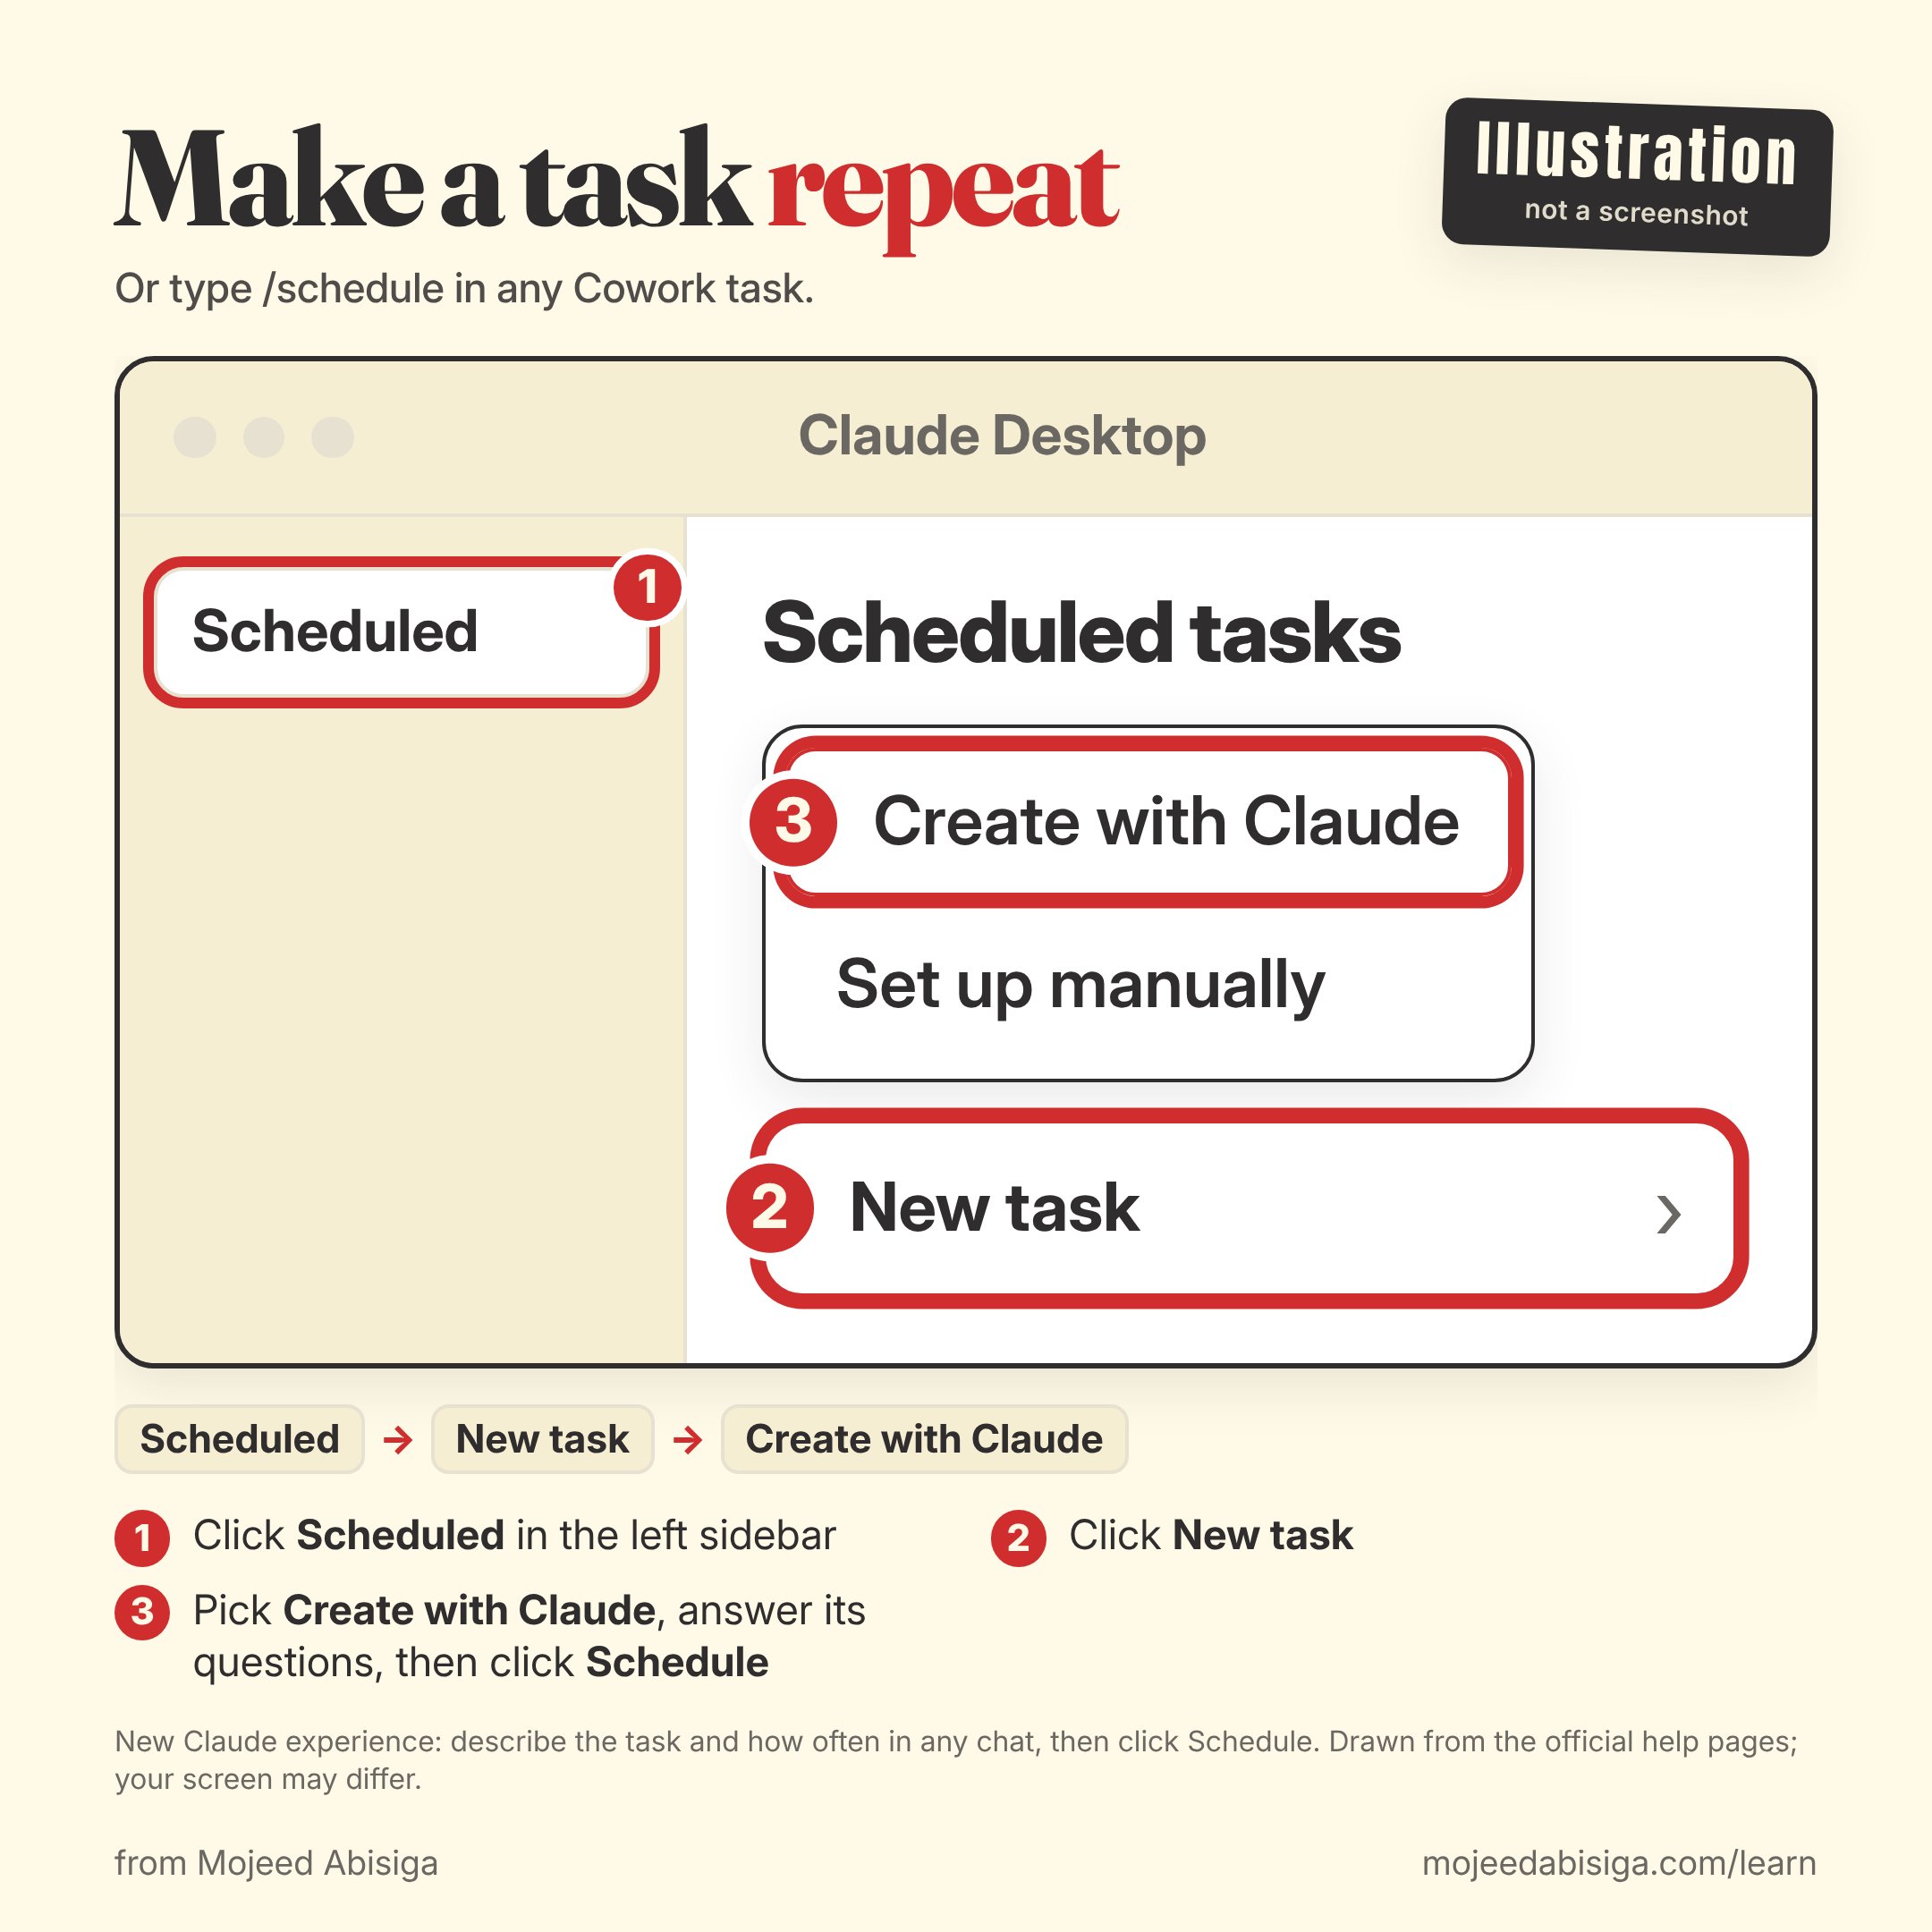 Make a task repeat
Illustration
not a screenshot
Or type /schedule in any Cowork task.
Claude Desktop
Scheduled
1
Scheduled tasks
3
Create with Claude
Set up manually
2
New task
›
Scheduled → New task → Create with Claude
1 Click Scheduled in the left sidebar
2 Click New task
3 Pick Create with Claude, answer its
questions, then click Schedule
New Claude experience: describe the task and how often in any chat, then click Schedule. Drawn from the official help pages;
your screen may differ.
from Mojeed Abisiga
mojeedabisiga.com/learn